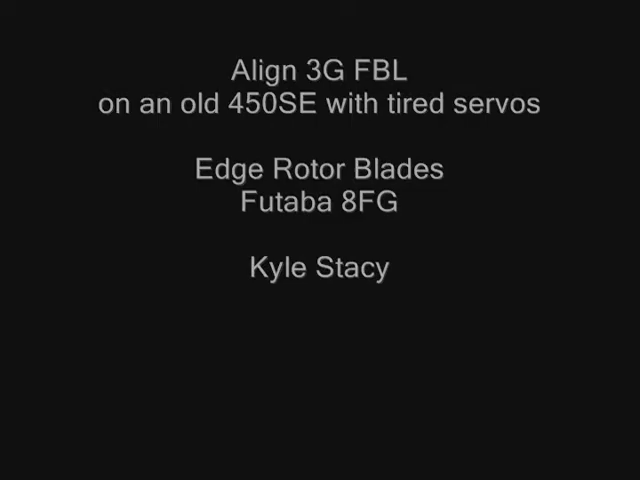 Align 3G FBL
on an old 450SE with tired servos
Edge Rotor Blades
Futaba 8FG
Kyle Stacy